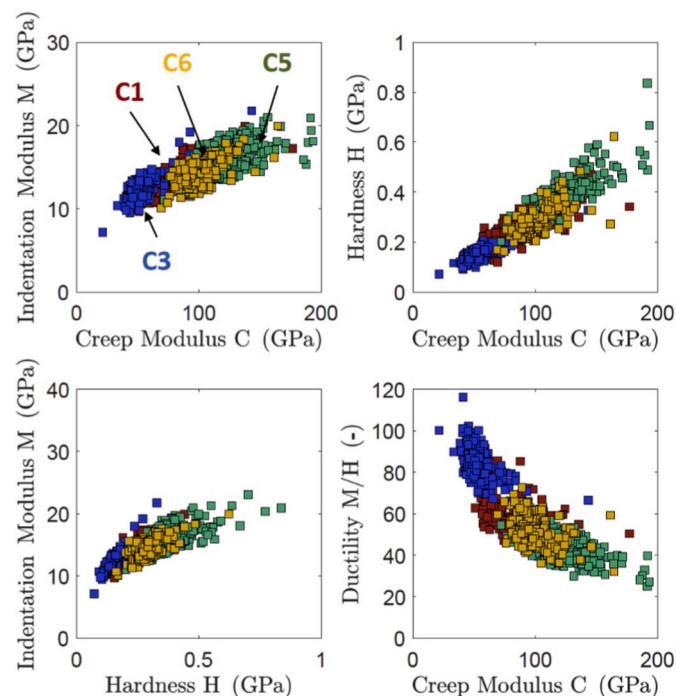 30
20
10
0
Indentation Modulus M (GPa)
C1
C6
C5
C3
0 100 200
Creep Modulus C (GPa)
1
0.8
0.6
0.4
0.2
0
Hardness H (GPa)
0 100 200
Creep Modulus C (GPa)
40
30
20
10
0
Indentation Modulus M (GPa)
0 0.5 1
Hardness H (GPa)
120
100
80
60
40
20
0
Ductility M/H (-)
0 100 200
Creep Modulus C (GPa)